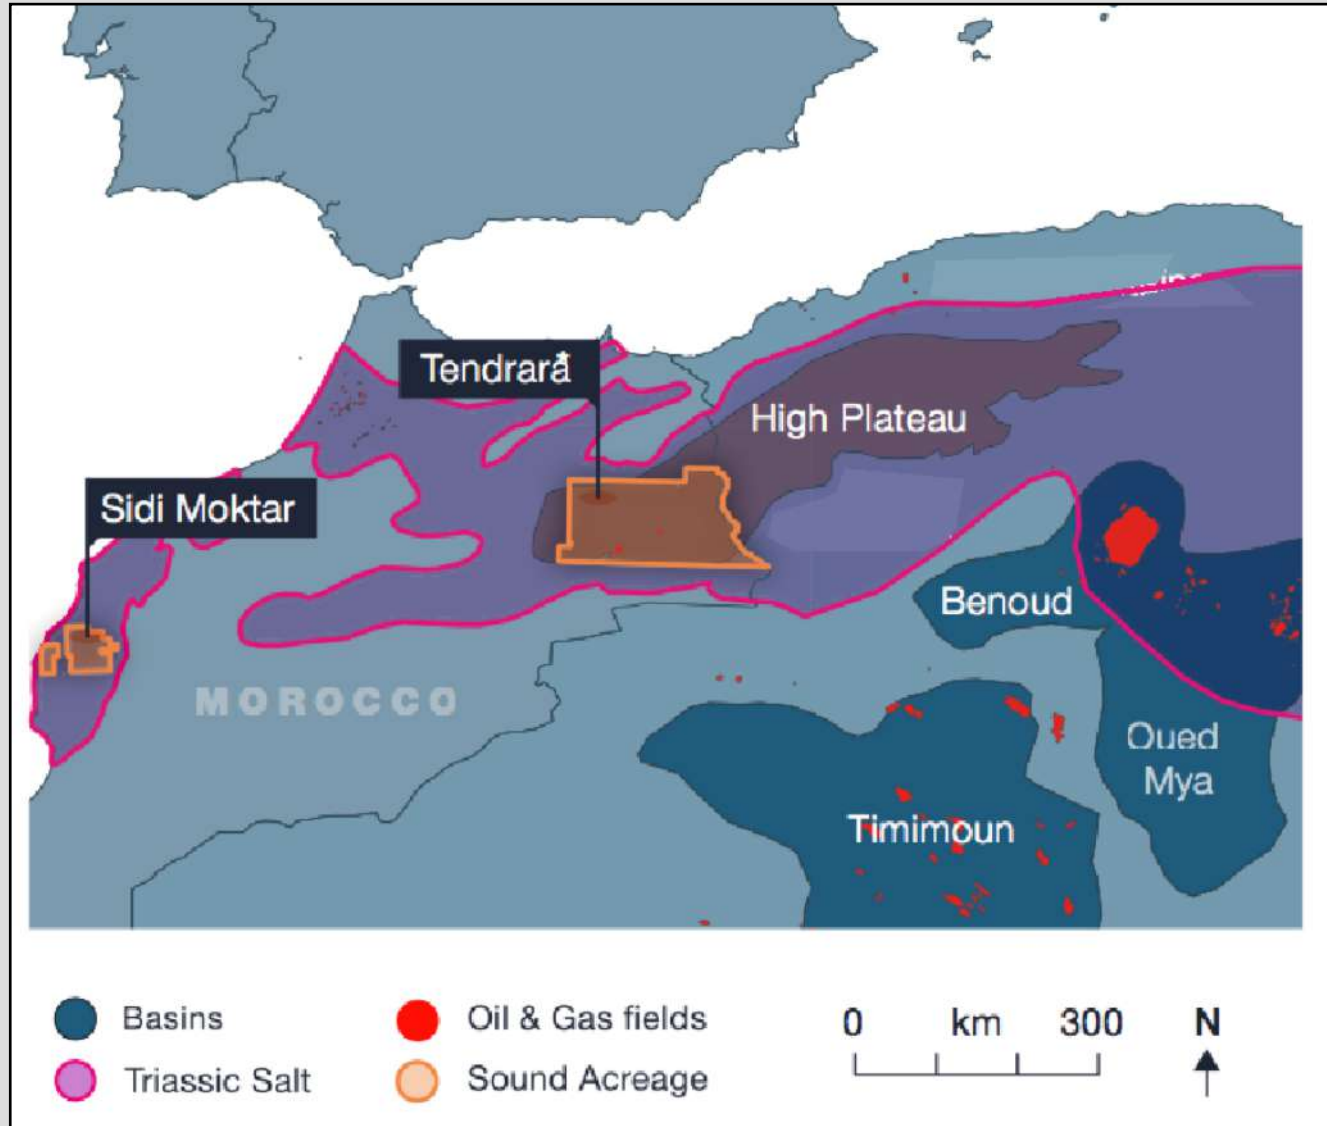 Tendrara*
High Plateau
Sidi Moktar
Benoud
MOROCCO
Oued
Mya
Timimoun
Basins
Oil & Gas fields
0 km 300 N
Triassic Salt
Sound Acreage